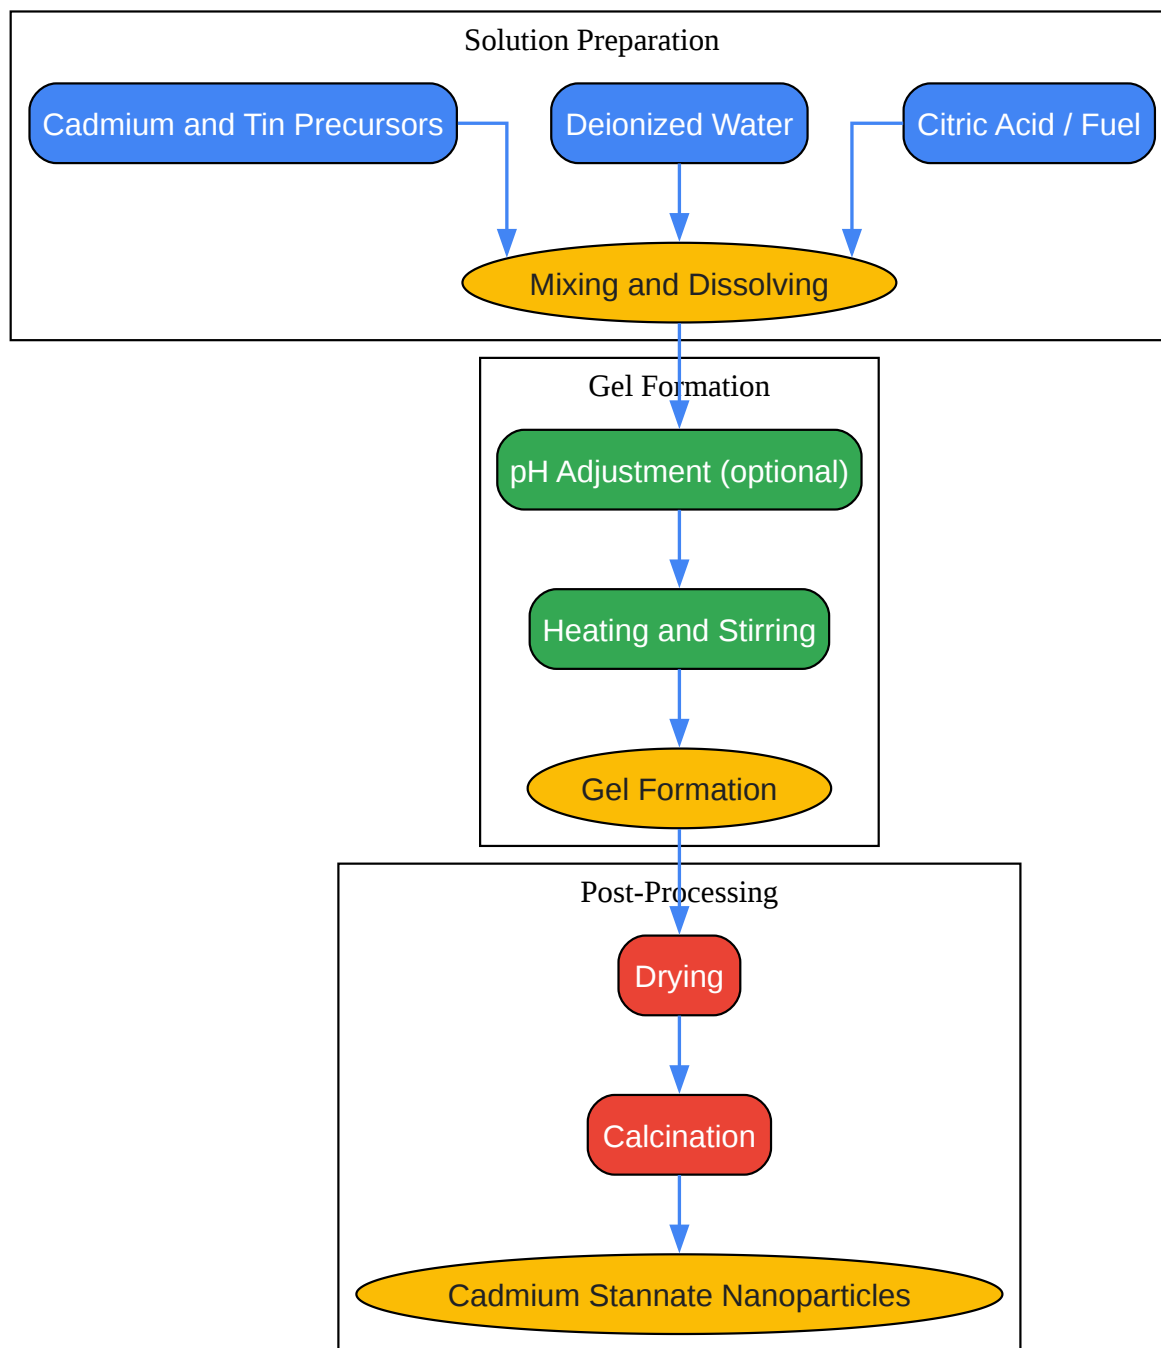 Solution Preparation
Cadmium and Tin Precursors
Deionized Water
Citric Acid / Fuel
Mixing and Dissolving
Gel Formation
pH Adjustment (optional)
Heating and Stirring
Gel Formation
Post-Processing
Drying
Calcination
Cadmium Stannate Nanoparticles